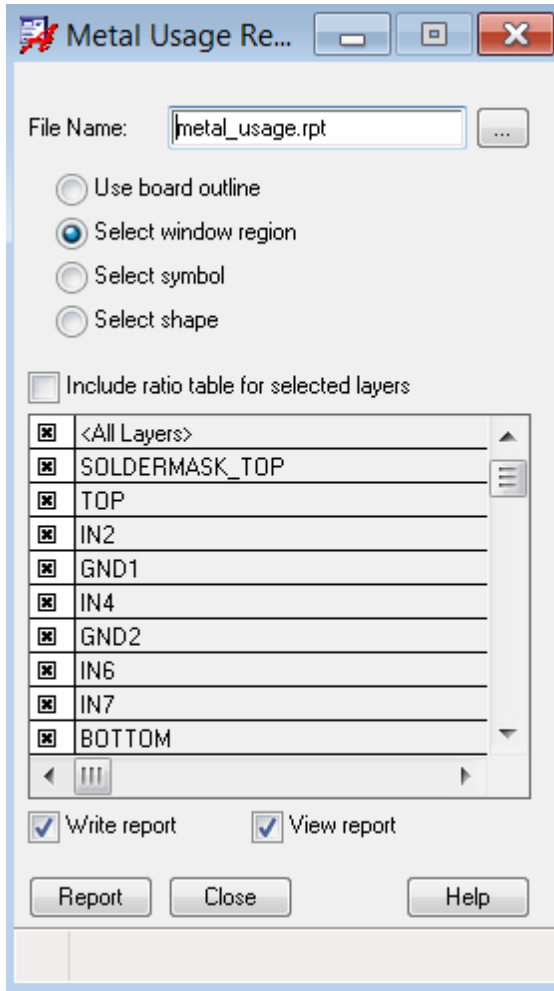 Metal Usage Re...
File Name: metal_usage.rpt ...
Use board outline
Select window region
Select symbol
Select shape
Include ratio table for selected layers
<All Layers>
SOLDERMASK_TOP
TOP
IN2
GND1
IN4
GND2
IN6
IN7
BOTTOM
Write report View report
Report Close Help